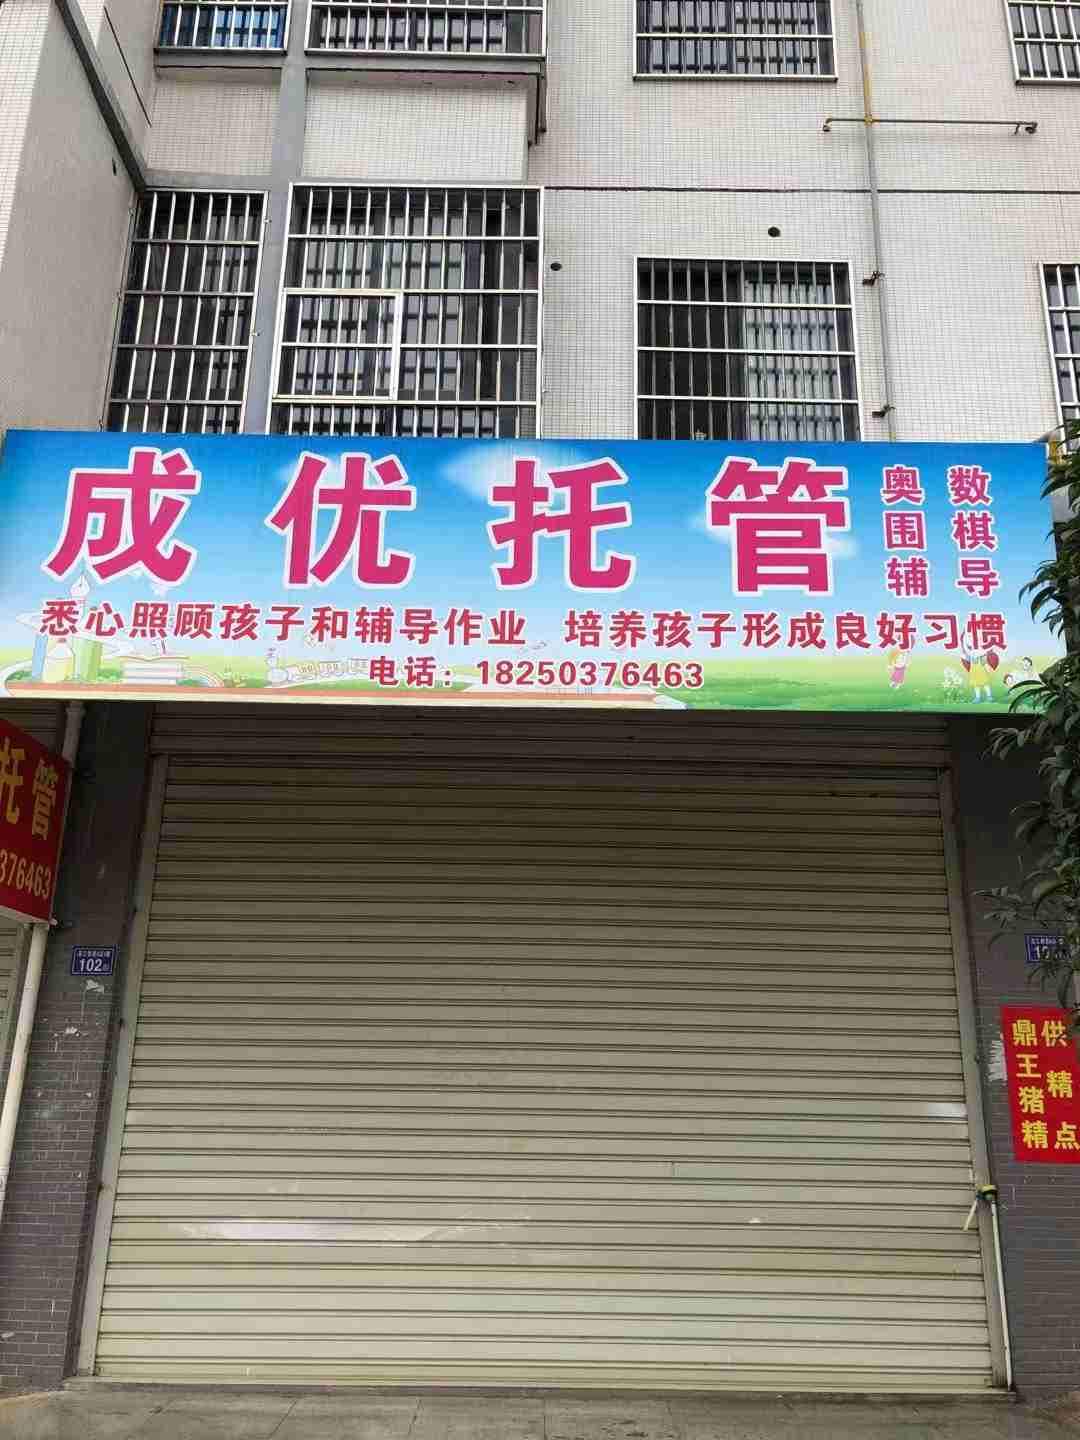 成优托管
奥数
围棋
辅导
悉心照顾孩子和辅导作业 培养孩子形成良好习惯
电话：18250376463
托管
376463
102
鼎王猪精
供精点